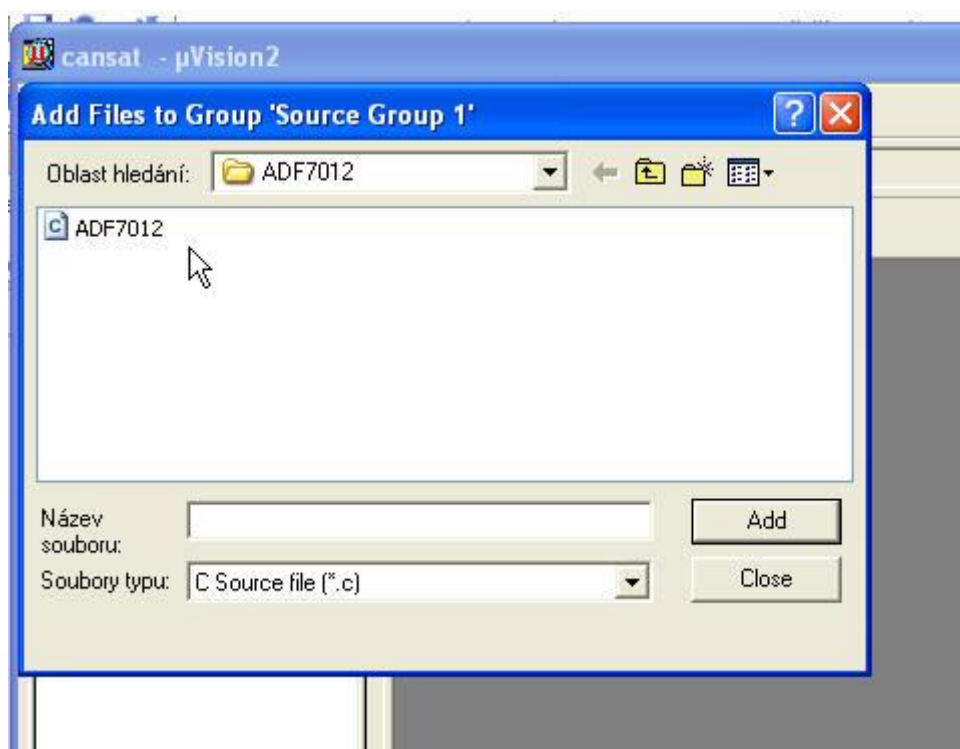 cansat - µVision2
Add Files to Group 'Source Group 1'
Oblast hledání: ADF7012
ADF7012
Název souboru:
Add
Soubory typu: C Source file (*.c)
Close